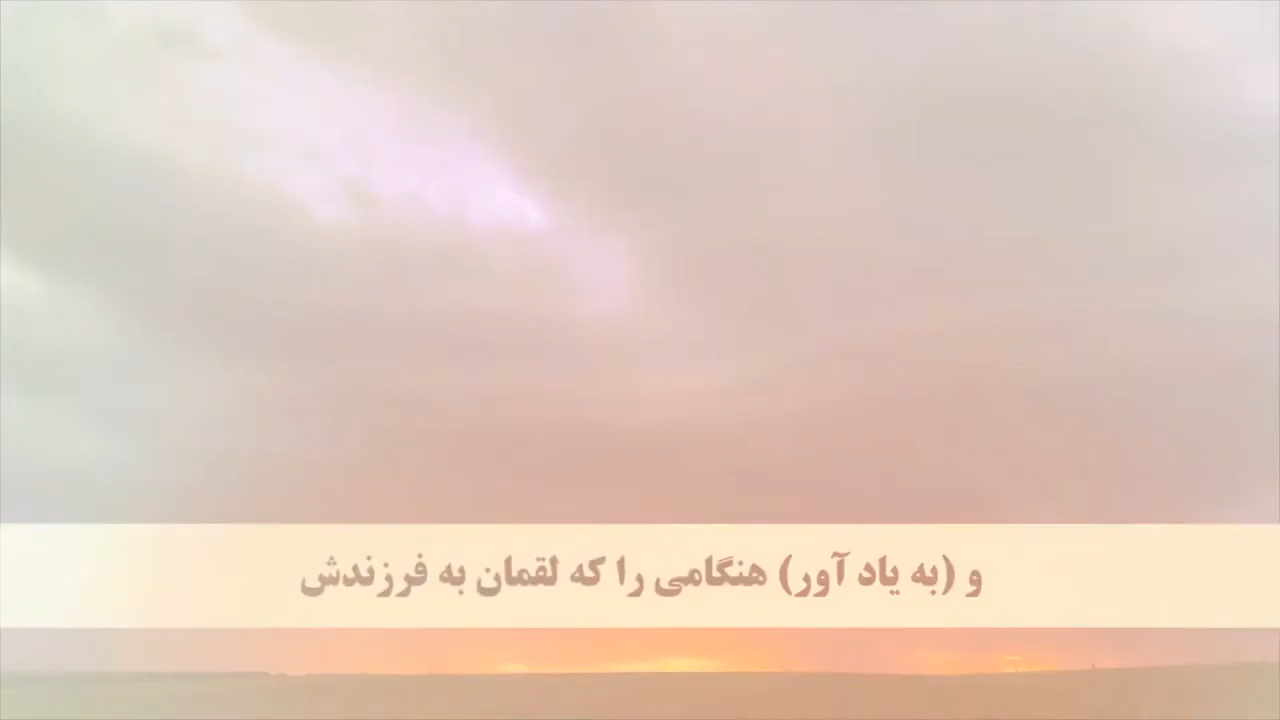 و (به یاد آور) هنگامی را که لقمان به فرزندش